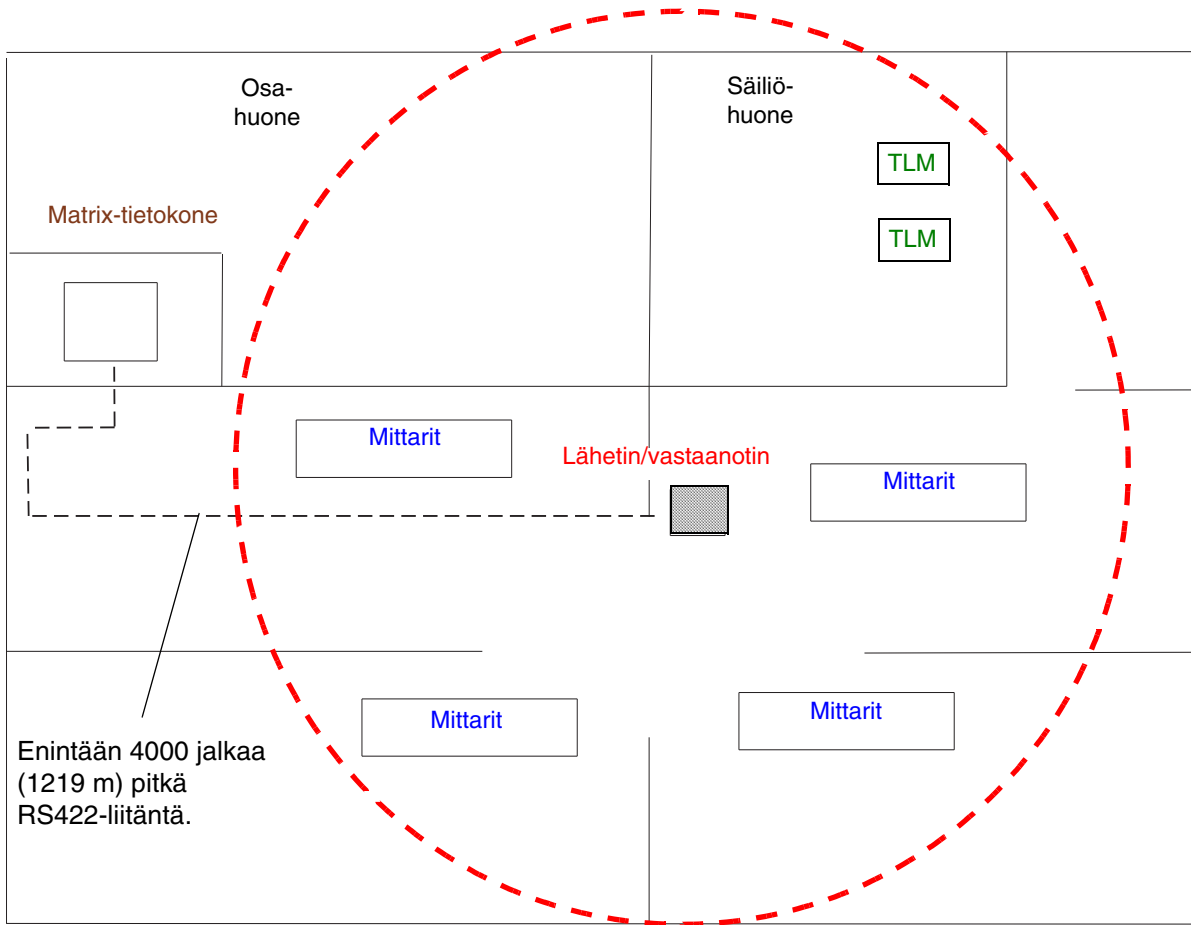 Osa-
huone
Säiliö-
huone
TLM
Matrix-tietokone
TLM
Mittarit
Lähetin/vastaanotin
Mittarit
Mittarit
Mittarit
Enintään 4000 jalkaa
(1219 m) pitkä
RS422-liitäntä.